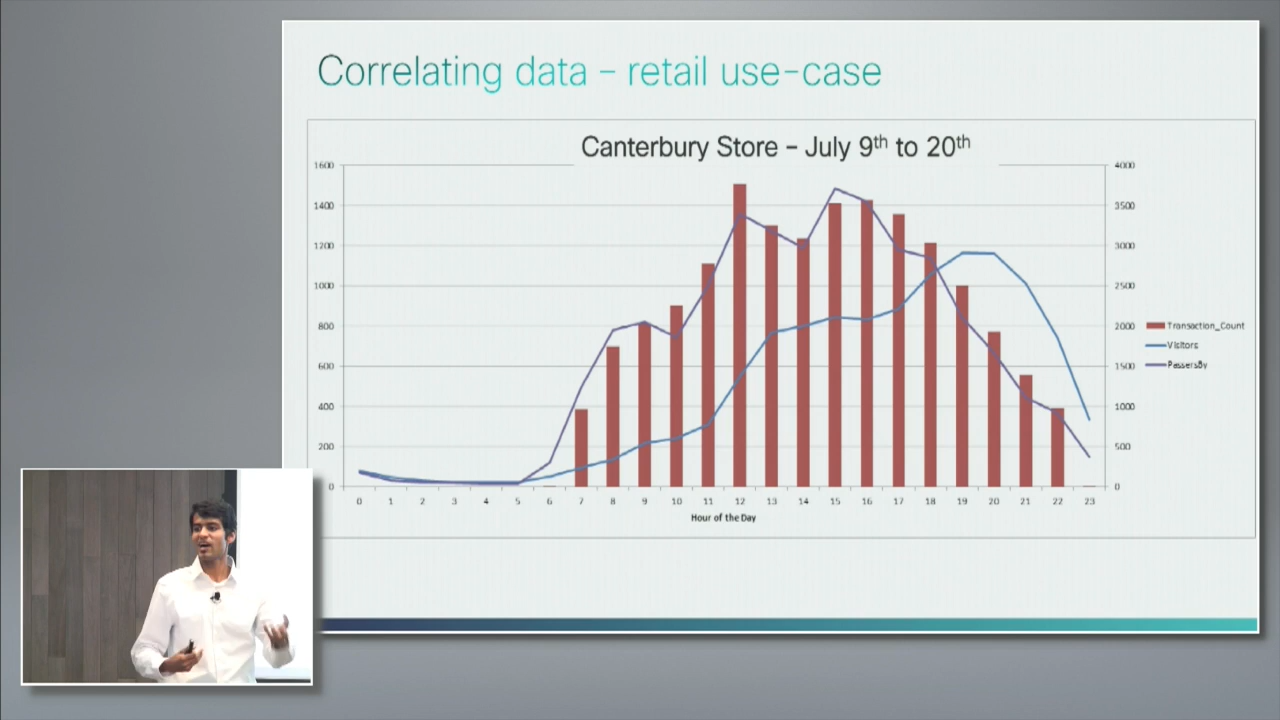 Correlating data – retail use-case
Canterbury Store – July 9th to 20th
1600
1400
1200
1000
800
600
400
200
0
4000
3500
3000
2500
2000
1500
1000
500
0
Transaction_Count
Visitors
PassersBy
0 1 2 3 4 5 6 7 8 9 10 11 12 13 14 15 16 17 18 19 20 21 22 23
Hour of the Day